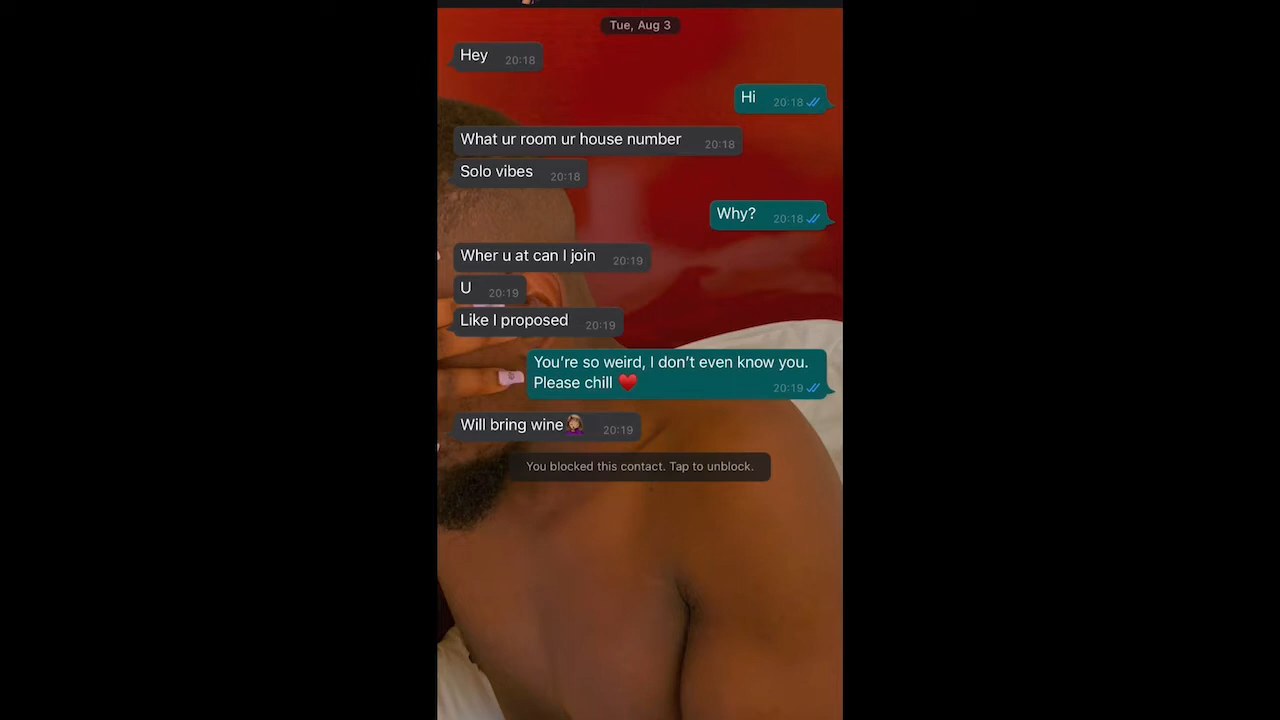 Tue, Aug 3
Hey 20:18
Hi 20:18
What ur room ur house number 20:18
Solo vibes 20:18
Why? 20:18
Wher u at can I join 20:19
U 20:19
Like I proposed 20:19
You're so weird, I don't even know you.
Please chill ♥️ 20:19
Will bring wine🤦🏽‍♀️ 20:19
You blocked this contact. Tap to unblock.